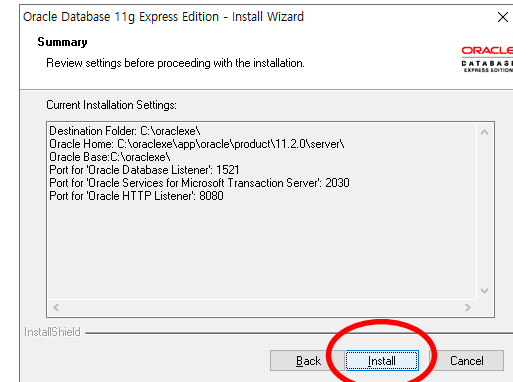 Oracle Database 11g Express Edition - Install Wizard
Summary
Review settings before proceeding with the installation.
ORACLE
DATABASE
EXPRESS EDITION
Current Installation Settings:
Destination Folder: C:\oraclexe\
Oracle Home: C:\oraclexe\app\oracle\product\11.2.0\server\
Oracle Base:C:\oraclexe\
Port for 'Oracle Database Listener': 1521
Port for 'Oracle Services for Microsoft Transaction Server': 2030
Port for 'Oracle HTTP Listener': 8080
InstallShield
Back Install Cancel